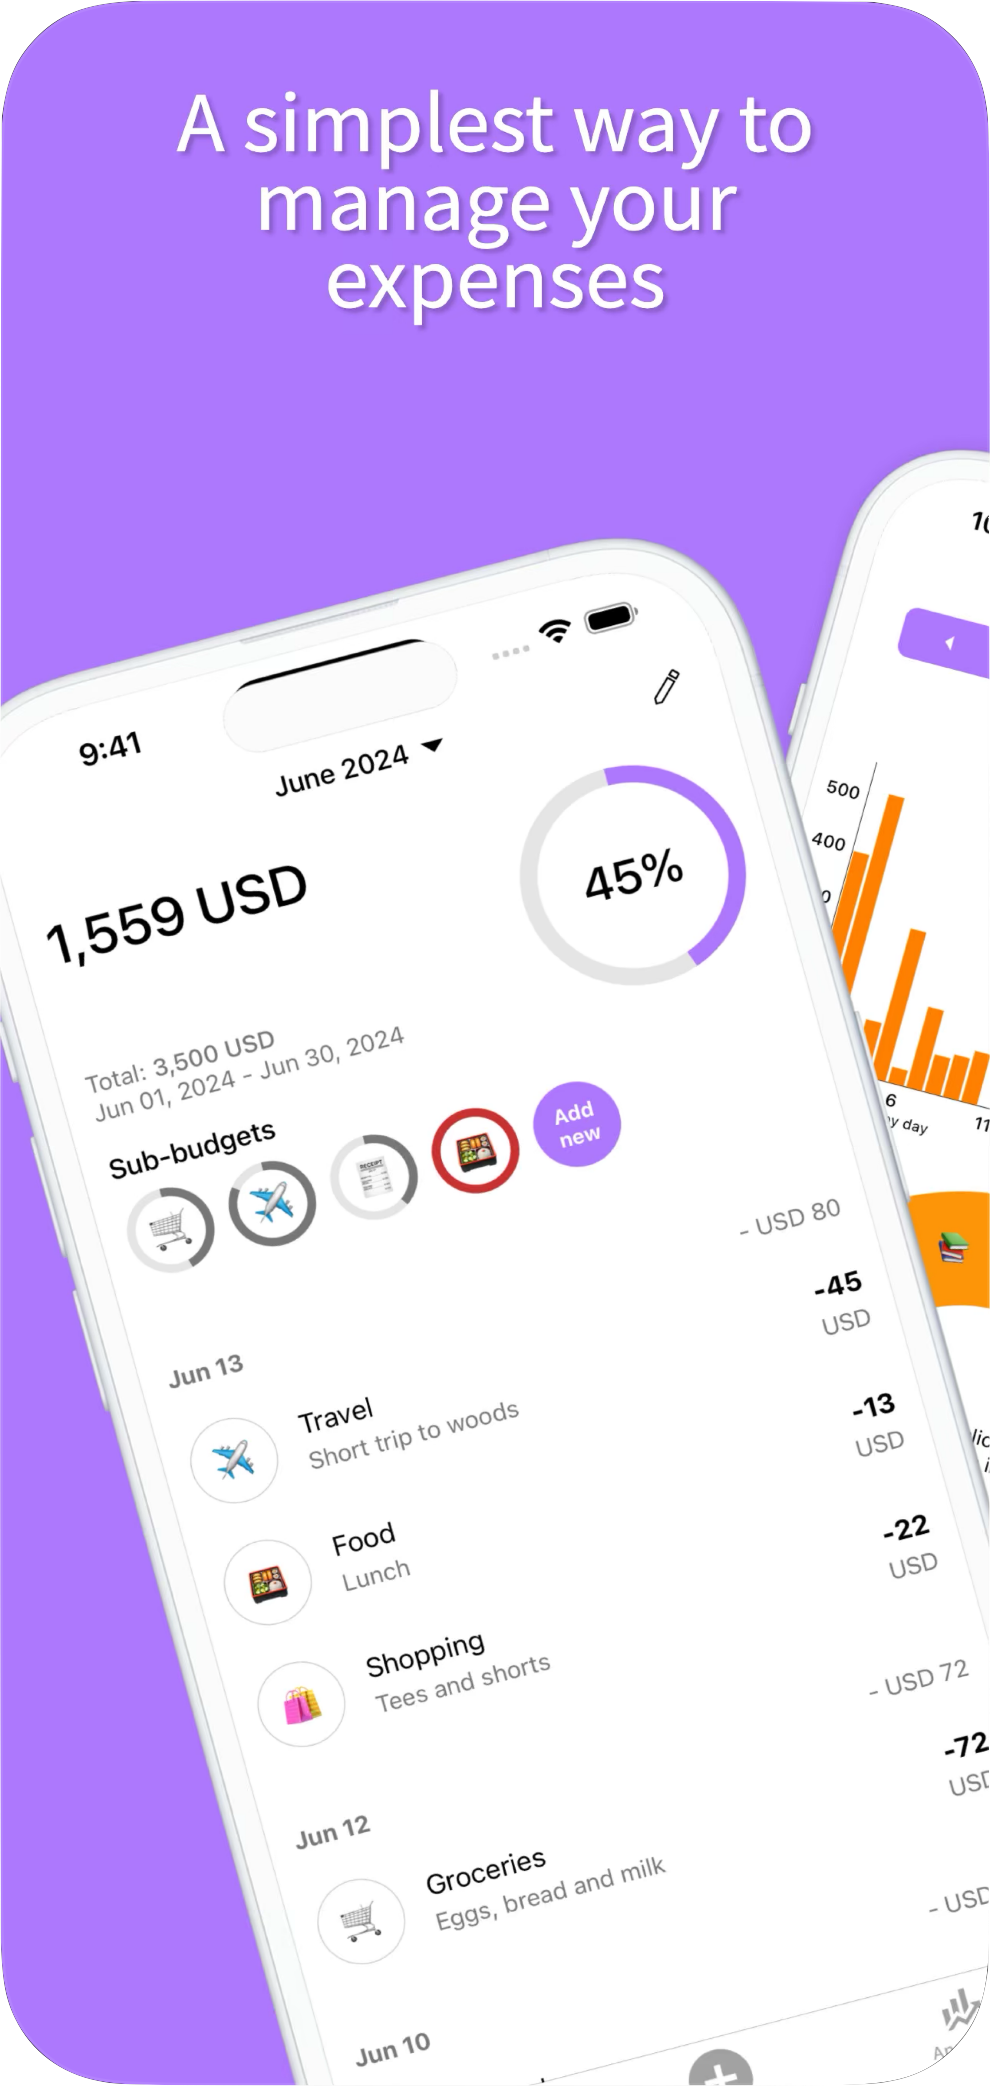 A simplest way to
manage your
expenses
9:41
June 2024
1,559 USD
45%
Total: 3,500 USD
Jun 01, 2024 - Jun 30, 2024
Sub-budgets
RECEIPT
Add
new
Jun 13
- USD 80
Travel
Short trip to woods
-45
USD
Food
Lunch
-13
USD
Shopping
Tees and shorts
-22
USD
Jun 12
- USD 72
Groceries
Eggs, bread and milk
-72
USD
Jun 10
- USD
500
400
6
11
day